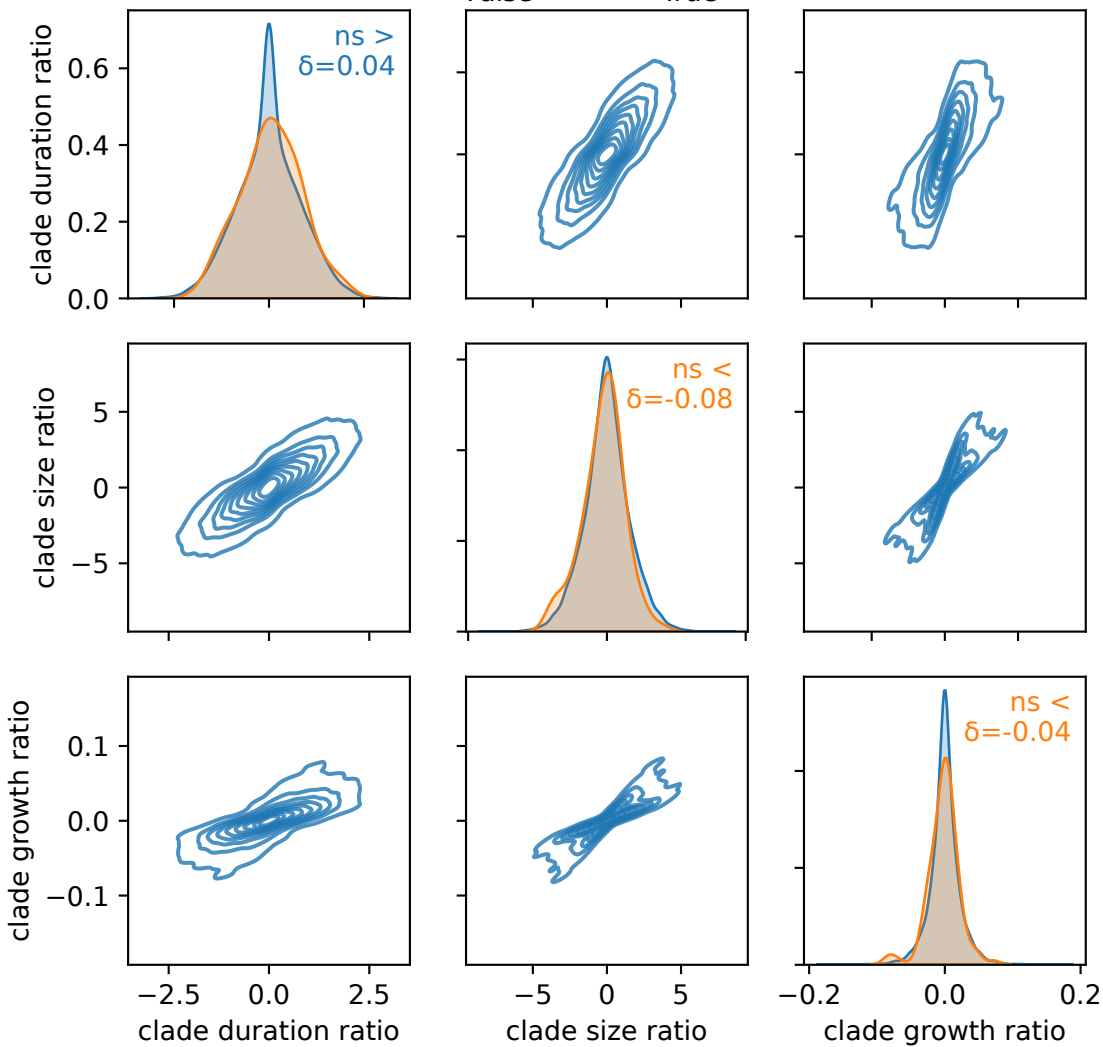 clade duration ratio
0.6
0.4
0.2
0.0
ns >
δ=0.04
clade size ratio
5
0
−5
ns <
δ=-0.08
clade growth ratio
0.1
0.0
−0.1
ns <
δ=-0.04
−2.5 0.0 2.5
−5 0 5
−0.2 0.0 0.2
clade duration ratio
clade size ratio
clade growth ratio